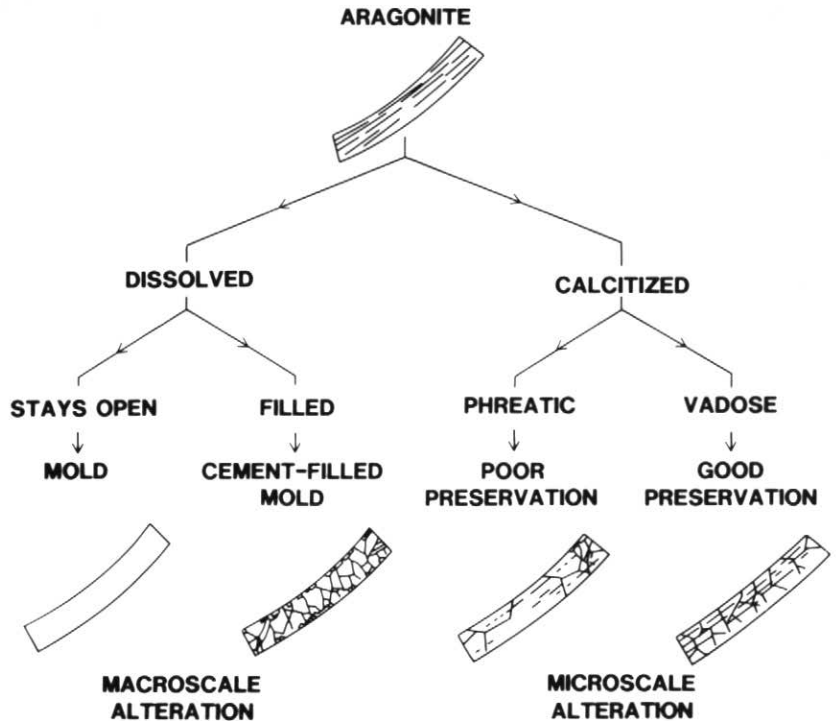 ARAGONITE
DISSOLVED
CALCITIZED
STAYS OPEN
FILLED
PHREATIC
VADOSE
MOLD
CEMENT-FILLED
MOLD
POOR
PRESERVATION
GOOD
PRESERVATION
MACROSCALE
ALTERATION
MICROSCALE
ALTERATION